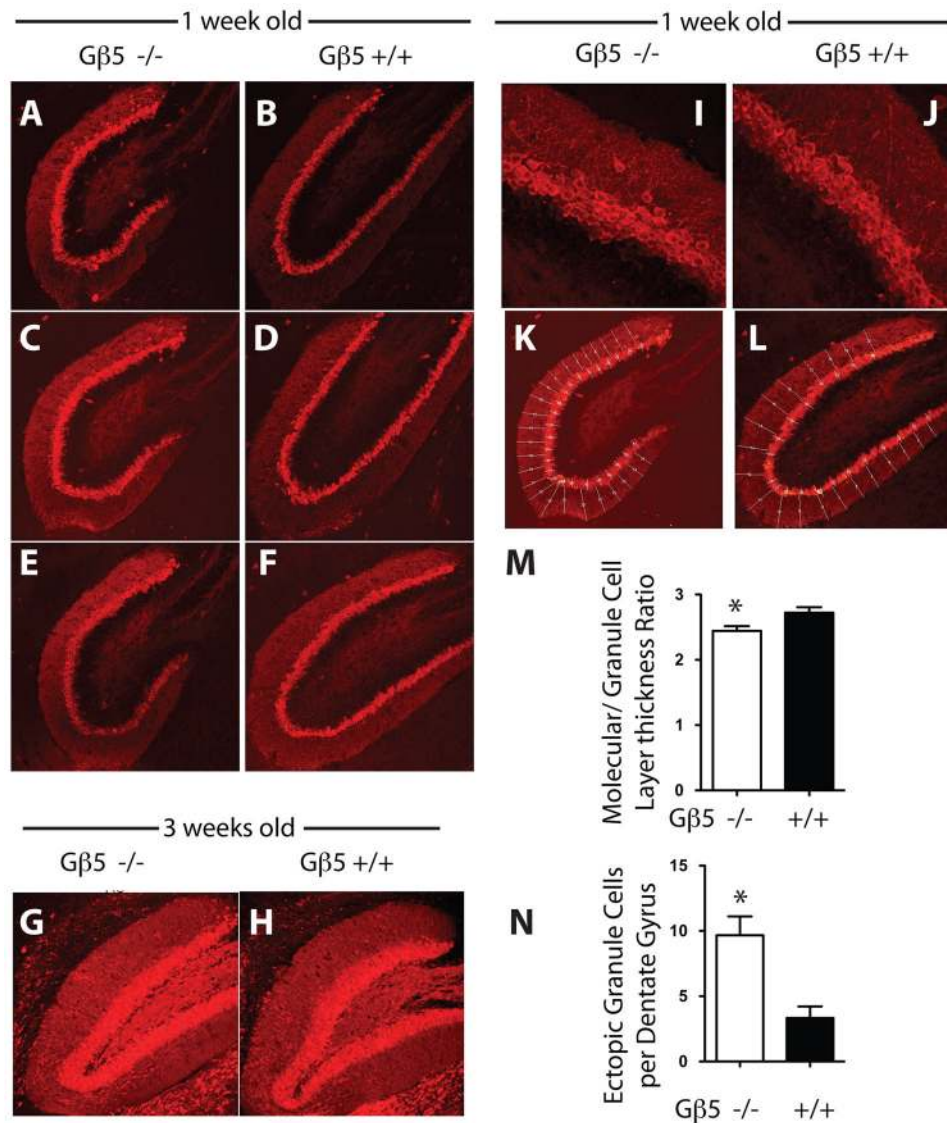 1 week old
Gβ5 -/-
Gβ5 +/+
A
B
C
D
E
F
3 weeks old
Gβ5 -/-
Gβ5 +/+
G
H
1 week old
Gβ5 -/-
Gβ5 +/+
I
J
K
L
M
Molecular/ Granule Cell
Layer thickness Ratio
3
2
1
0
*
Gβ5 -/-
+/+
N
Ectopic Granule Cells
per Dentate Gyrus
15
10
5
0
*
Gβ5 -/-
+/+